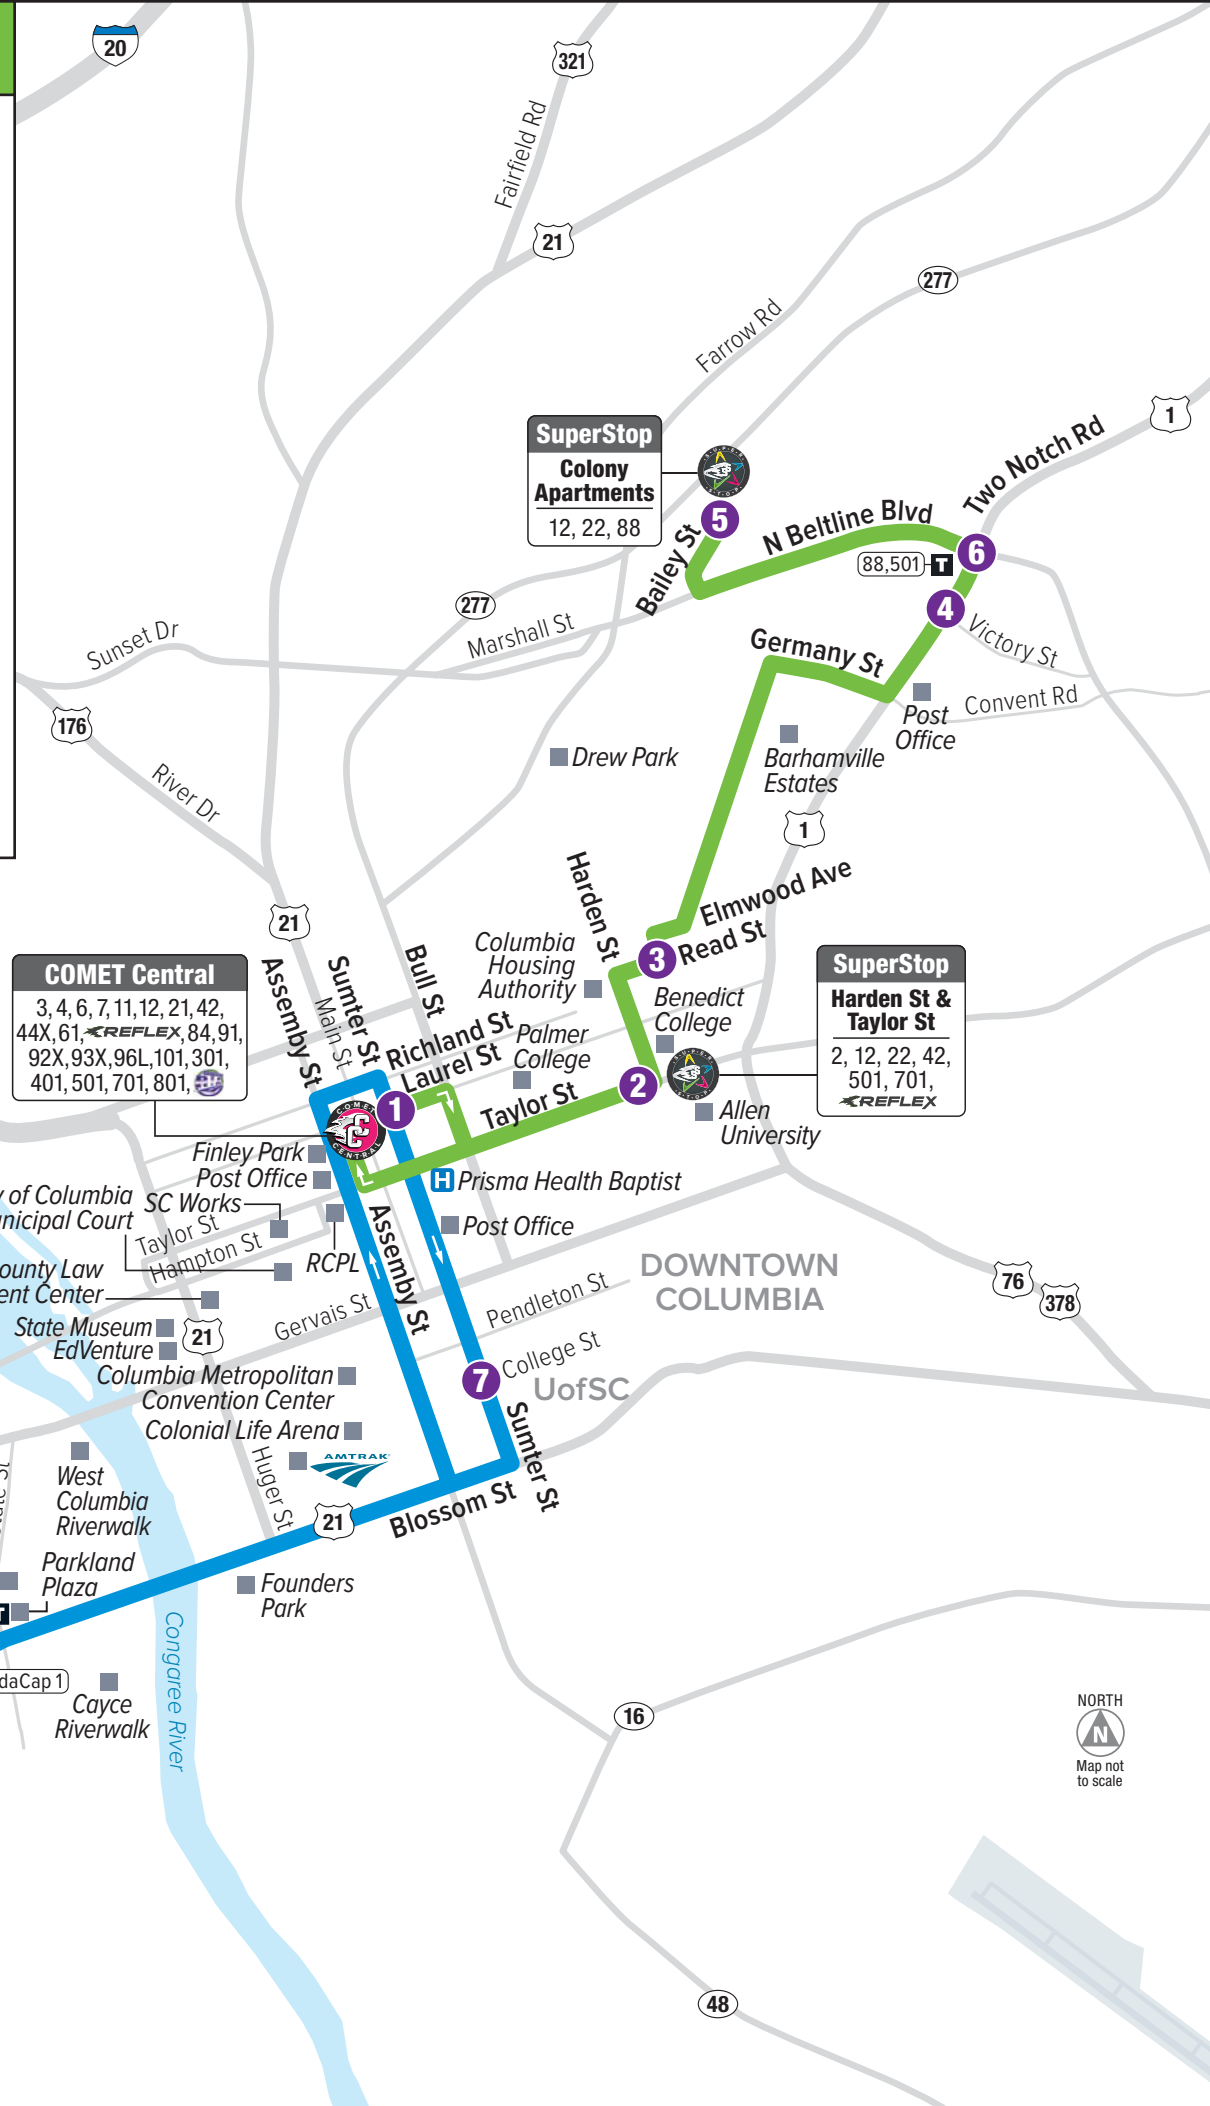 20
321
Fairfield Rd
21
277
Farrow Rd
1
Two Notch Rd
SuperStop
Colony
Apartments
12, 22, 88
5
N Beltline Blvd
6
88,501
T
Bailey St
4
277
Marshall St
Victory St
Sunset Dr
Germany St
Convent Rd
176
Post
Office
Drew Park
Barhamville
Estates
River Dr
1
Harden St
Elmwood Ave
21
Read St
3
Columbia
Housing
Authority
Bull St
Sumter St
Assemby St
Main St
COMET Central
3, 4, 6, 7, 11, 12, 21, 42,
44X, 61, REFLEX, 84, 91,
92X, 93X, 96L, 101, 301,
401, 501, 701, 801,
SuperStop
Harden St &
Taylor St
2, 12, 22, 42,
501, 701,
REFLEX
Benedict
College
Richland St
Laurel St
Palmer
College
2
Taylor St
1
COMET
CENTRAL
Allen
University
Finley Park
Post Office
H Prisma Health Baptist
y of Columbia
nicipal Court
SC Works
Taylor St
Hampton St
RCPL
Assemby St
Post Office
ounty Law
ent Center
DOWNTOWN
COLUMBIA
76
378
Pendleton St
Gervais St
State Museum
21
EdVenture
College St
Columbia Metropolitan
Convention Center
7
UofSC
Colonial Life Arena
AMTRAK
Sumter St
Huger St
West
Columbia
Riverwalk
21
Blossom St
Parkland
Plaza
Founders
Park
T
Congaree River
daCap 1
Cayce
Riverwalk
16
NORTH
N
Map not
to scale
48